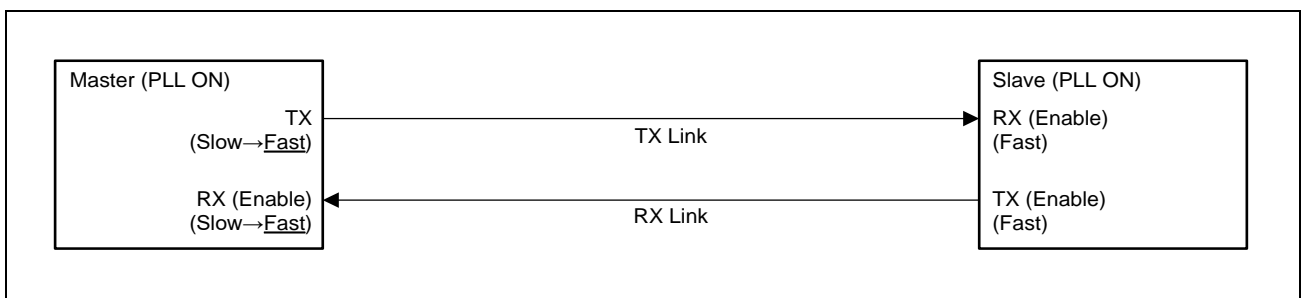 Master (PLL ON)
TX
(Slow→Fast)
RX (Enable)
(Slow→Fast)
TX Link
RX Link
Slave (PLL ON)
RX (Enable)
(Fast)
TX (Enable)
(Fast)